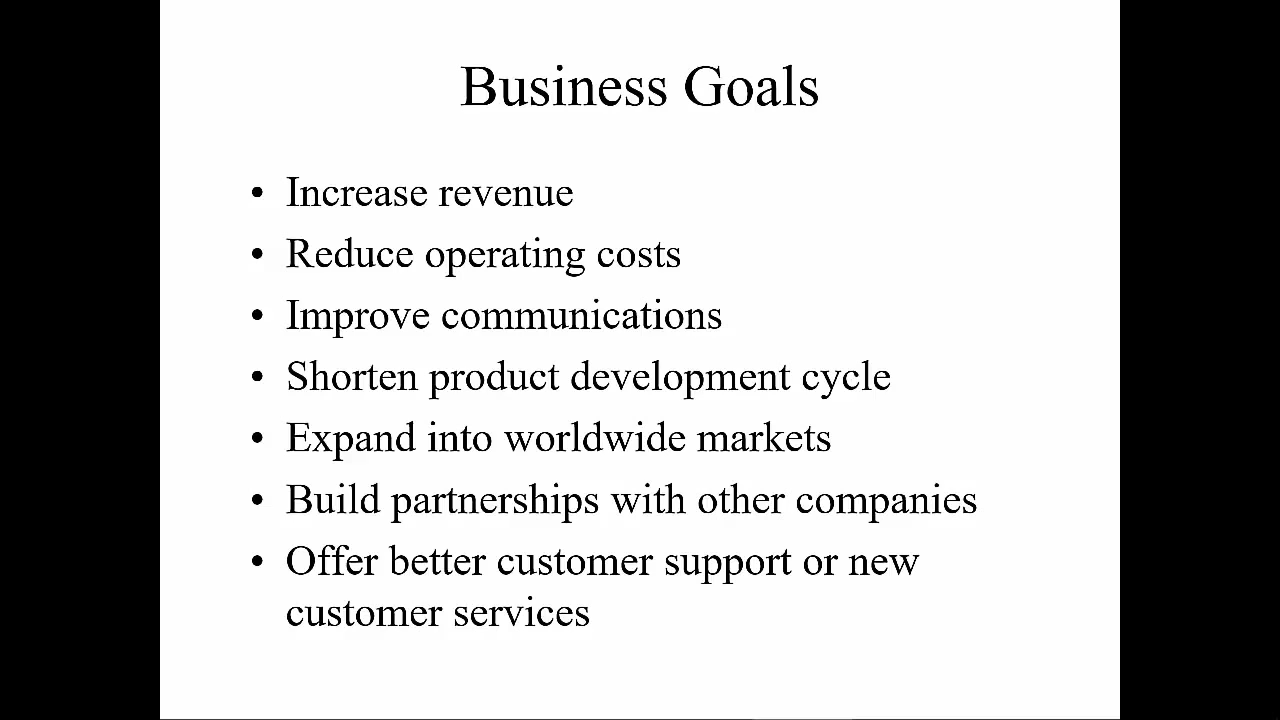 Business Goals
• Increase revenue
• Reduce operating costs
• Improve communications
• Shorten product development cycle
• Expand into worldwide markets
• Build partnerships with other companies
• Offer better customer support or new
customer services